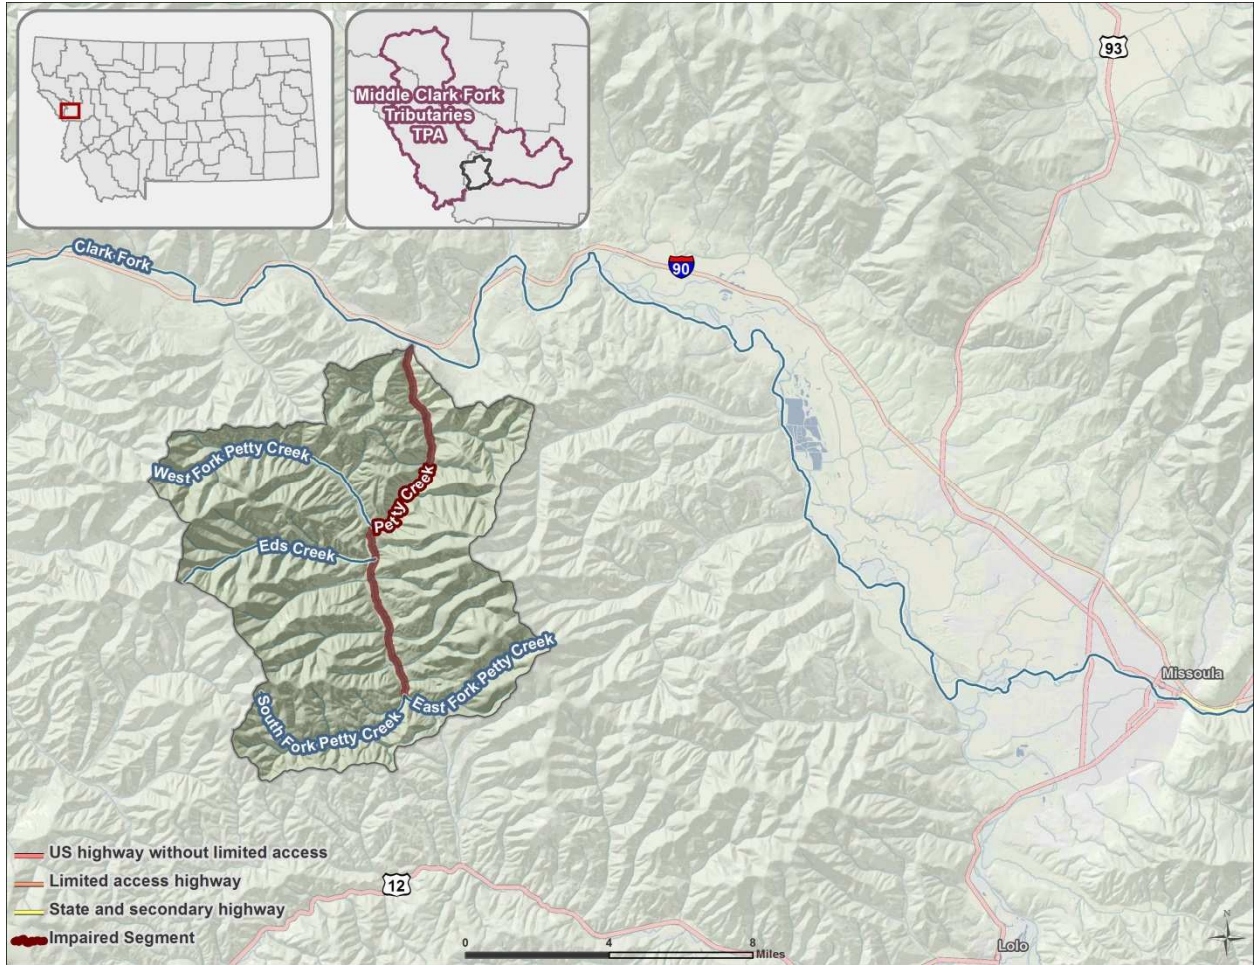 Middle Clark Fork
Tributaries
TPA
93
Clark Fork
90
West Fork Petty Creek
Petty Creek
Eds Creek
East Fork Petty Creek
South Fork Petty Creek
Missoula
US highway without limited access
Limited access highway
State and secondary highway
Impaired Segment
12
0 4 8
Miles
Lolo
N